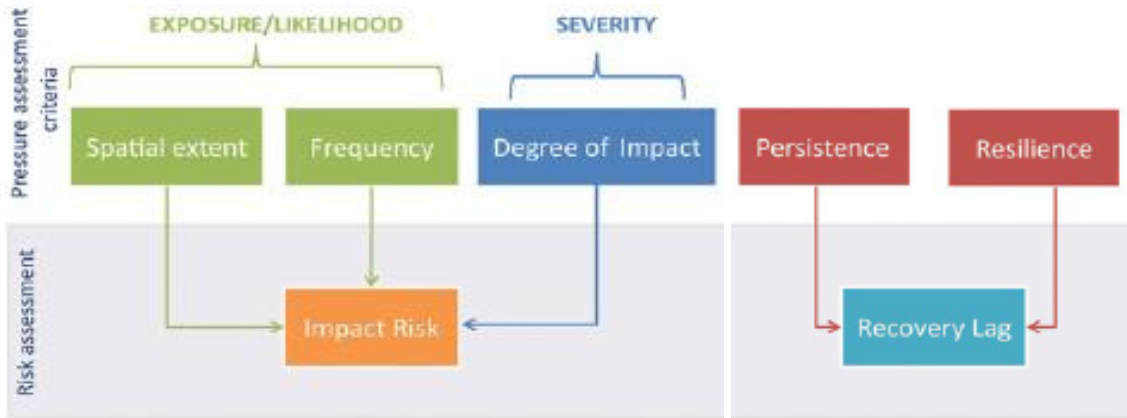 EXPOSURE/LIKELIHOOD
SEVERITY
Pressure assessment
criteria
Spatial extent
Frequency
Degree of Impact
Persistence
Resilience
Risk assessment
Impact Risk
Recovery Lag